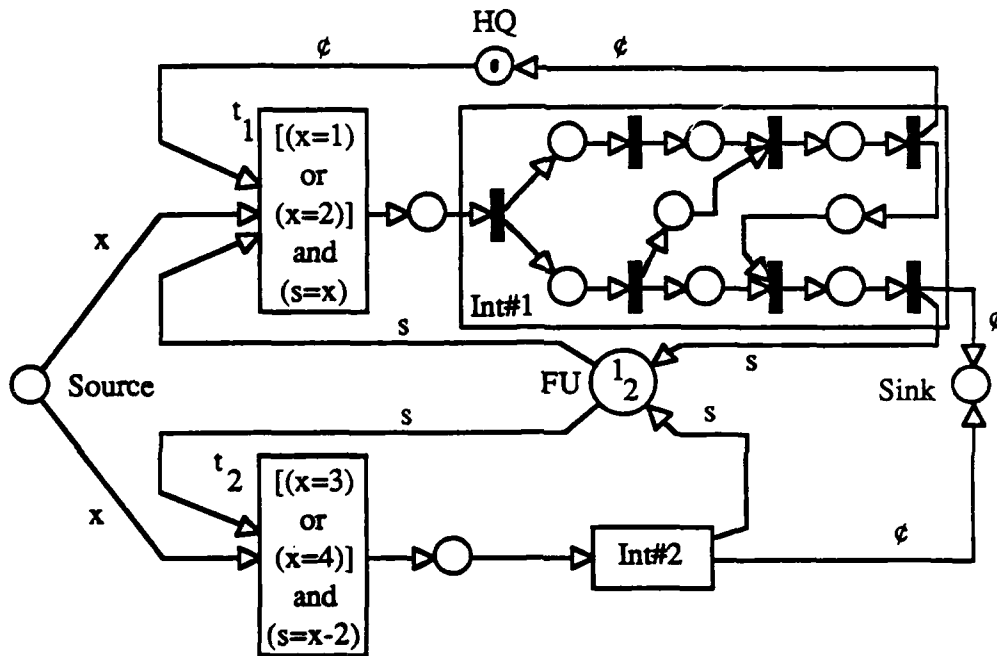 HQ
¢
¢
t1
[(x=1)
or
(x=2)]
and
(s=x)
x
Int#1
s
s
¢
Source
FU
1
2
Sink
s
s
t2
[(x=3)
or
(x=4)]
and
(s=x-2)
x
Int#2
¢